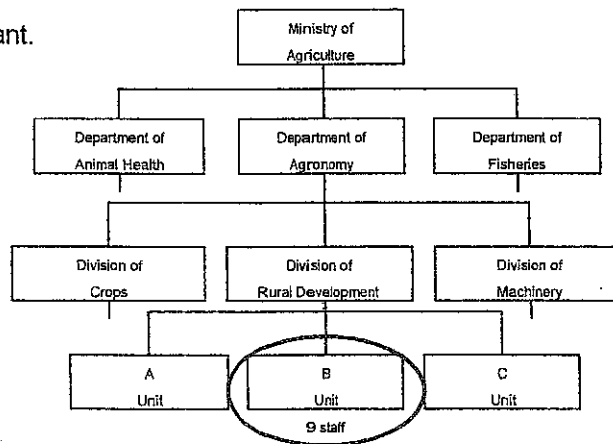 ant.
Ministry of
Agriculture
Department of
Animal Health
Department of
Agronomy
Department of
Fisheries
Division of
Crops
Division of
Rural Development
Division of
Machinery
A
Unit
B
Unit
9 staff
C
Unit